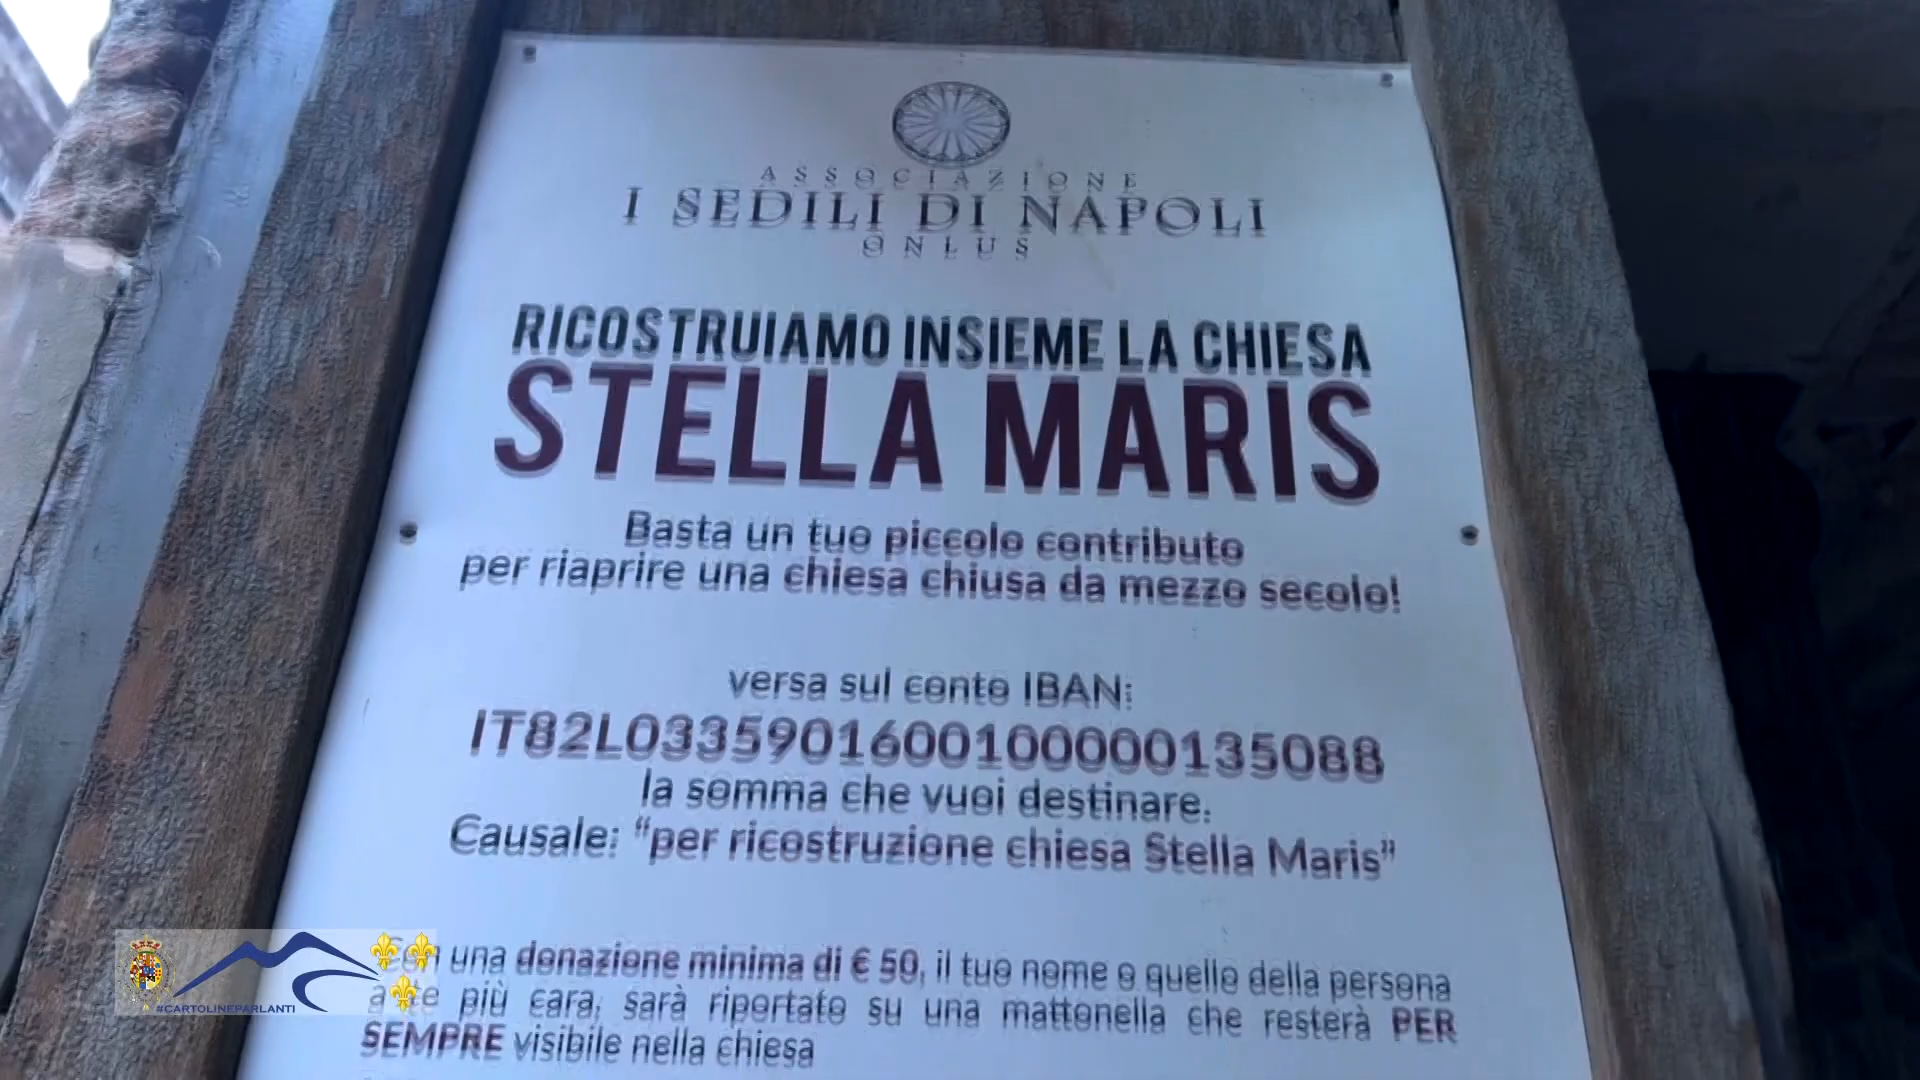 ASSOCIAZIONE
I SEDILI DI NAPOLI
ONLUS
RICOSTRUIAMO INSIEME LA CHIESA
STELLA MARIS
Basta un tuo piccolo contributo
per riaprire una chiesa chiusa da mezzo secolo!
versa sul conto IBAN:
IT82L0335901600100000135088
la somma che vuoi destinare.
Causale: “per ricostruzione chiesa Stella Maris”
Con una donazione minima di € 50, il tuo nome o quello della persona
a te più cara, sarà riportato su una mattonella che resterà PER
SEMPRE visibile nella chiesa
#CARTOLINEPARLANTI